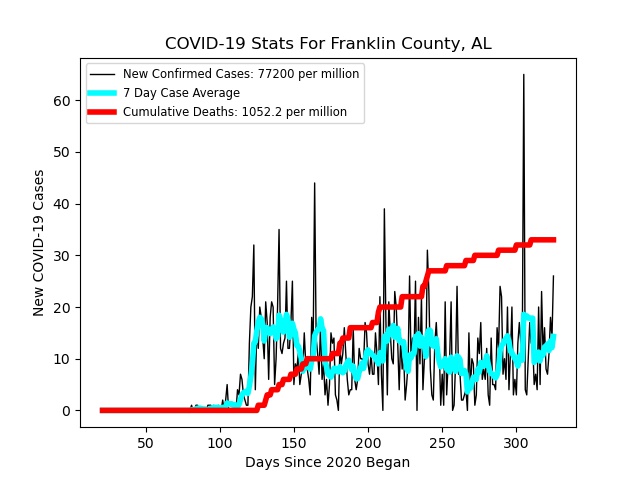 COVID-19 Stats For Franklin County, AL
New Confirmed Cases: 77200 per million
7 Day Case Average
Cumulative Deaths: 1052.2 per million
60
50
40
30
20
10
0
New COVID-19 Cases
50 100 150 200 250 300
Days Since 2020 Began